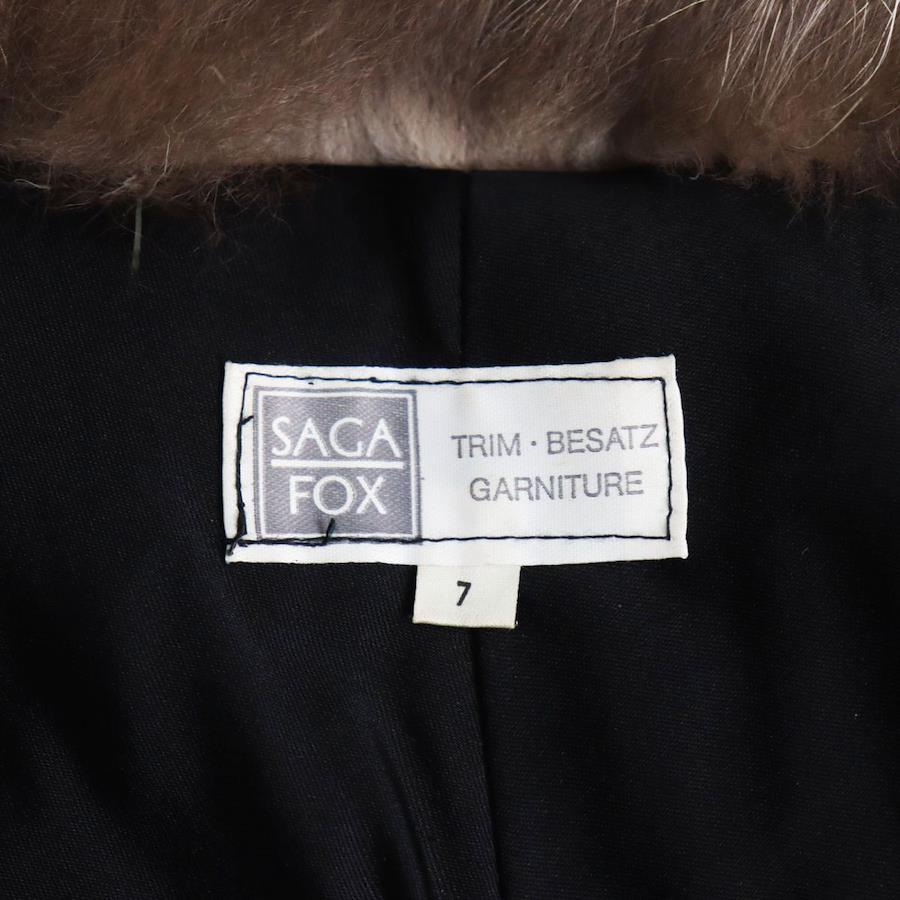 SAGA
FOX
TRIM · BESATZ
GARNITURE
7